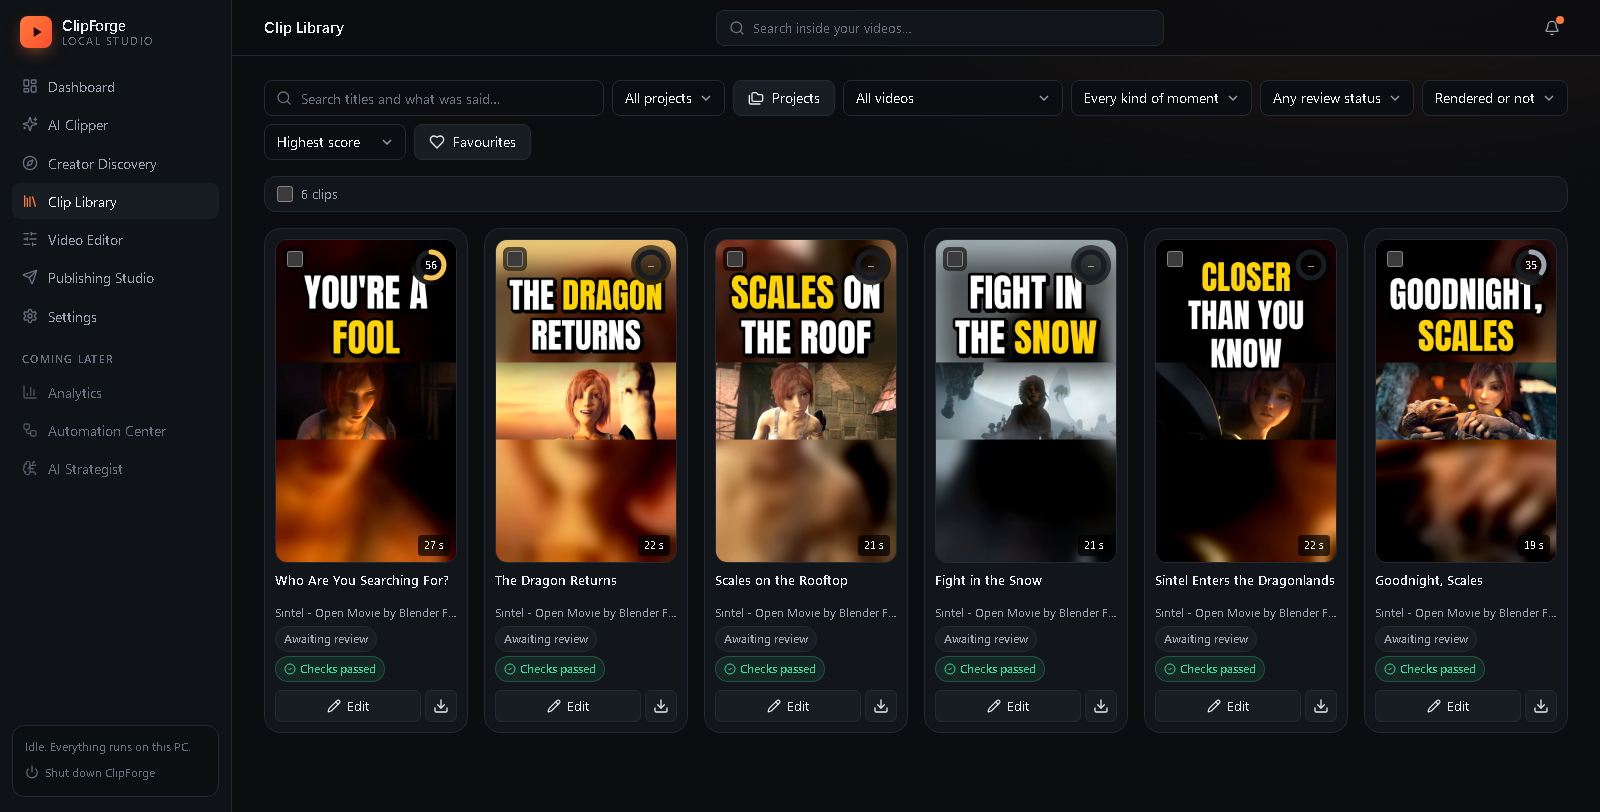 ClipForge
LOCAL STUDIO
Dashboard
AI Clipper
Creator Discovery
Clip Library
Video Editor
Publishing Studio
Settings
COMING LATER
Analytics
Automation Center
AI Strategist
Idle. Everything runs on this PC.
Shut down ClipForge
Clip Library
Search inside your videos...
Search titles and what was said...
All projects
Projects
All videos
Every kind of moment
Any review status
Rendered or not
Highest score
Favourites
6 clips
56
YOU'RE A
FOOL
27 s
Who Are You Searching For?
Sintel - Open Movie by Blender F...
Awaiting review
Checks passed
Edit
–
THE DRAGON
RETURNS
22 s
The Dragon Returns
Sintel - Open Movie by Blender F...
Awaiting review
Checks passed
Edit
–
SCALES ON
THE ROOF
21 s
Scales on the Rooftop
Sintel - Open Movie by Blender F...
Awaiting review
Checks passed
Edit
–
FIGHT IN
THE SNOW
21 s
Fight in the Snow
Sintel - Open Movie by Blender F...
Awaiting review
Checks passed
Edit
–
CLOSER
THAN YOU
KNOW
22 s
Sintel Enters the Dragonlands
Sintel - Open Movie by Blender F...
Awaiting review
Checks passed
Edit
35
GOODNIGHT,
SCALES
19 s
Goodnight, Scales
Sintel - Open Movie by Blender F...
Awaiting review
Checks passed
Edit